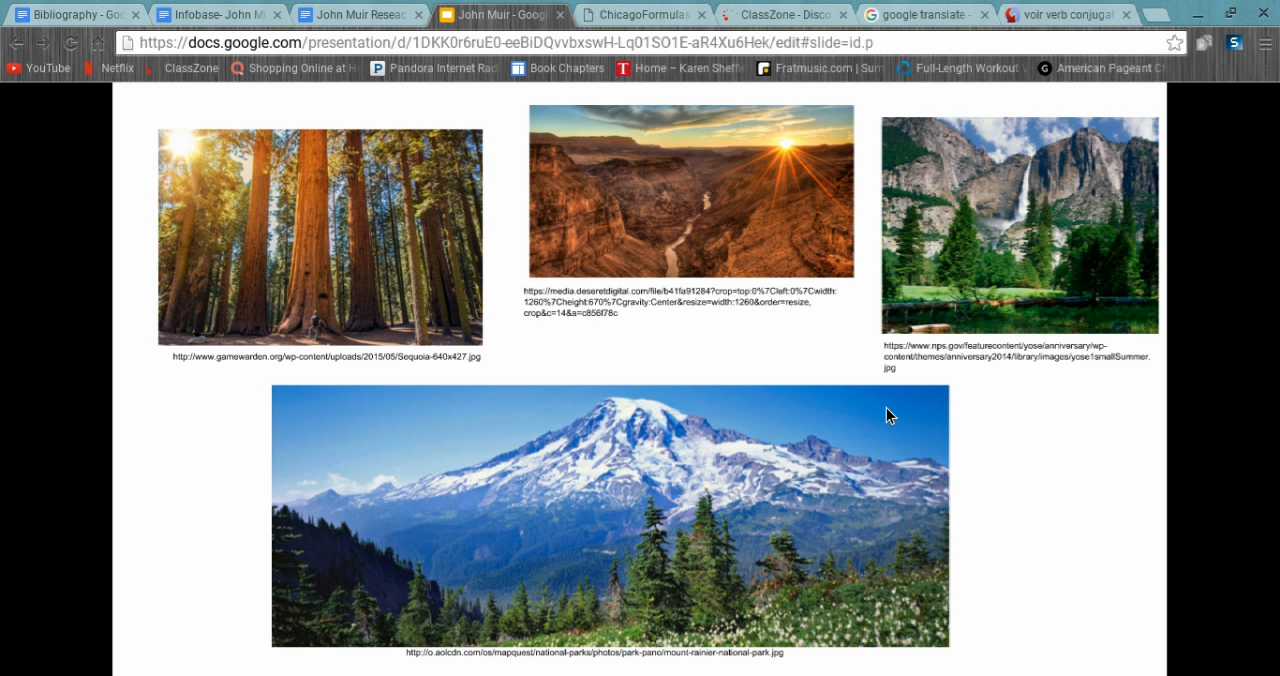 Bibliography - Goo
Infobase- John M
John Muir Reseac
John Muir - Googl
ChicagoFormulas
ClassZone - Disco
google translate -
voir verb conjugat
https://docs.google.com/presentation/d/1DKK0r6ruE0-eeBiDQvvbxswH-Lq01SO1E-aR4Xu6Hek/edit#slide=id.p
YouTube
Netflix
ClassZone
Shopping Online at H
Pandora Internet Rad
Book Chapters
Home – Karen Sheff
Fratmusic.com | Sum
Full-Length Workout
American Pageant Ch
https://media.deseretdigital.com/file/b41fa91284?crop=top:0%7Cleft:0%7Cwidth:
1260%7Cheight:670%7Cgravity:Center&resize=width:1260&order=resize,
crop&c=14&a=c856f78c
http://www.gamewarden.org/wp-content/uploads/2015/05/Sequoia-640x427.jpg
https://www.nps.gov/featurecontent/yose/anniversary/wp-
content/themes/anniversary2014/library/images/yose1smallSummer.
jpg
http://o.aolcdn.com/os/mapquest/national-parks/photos/park-pano/mount-rainier-national-park.jpg